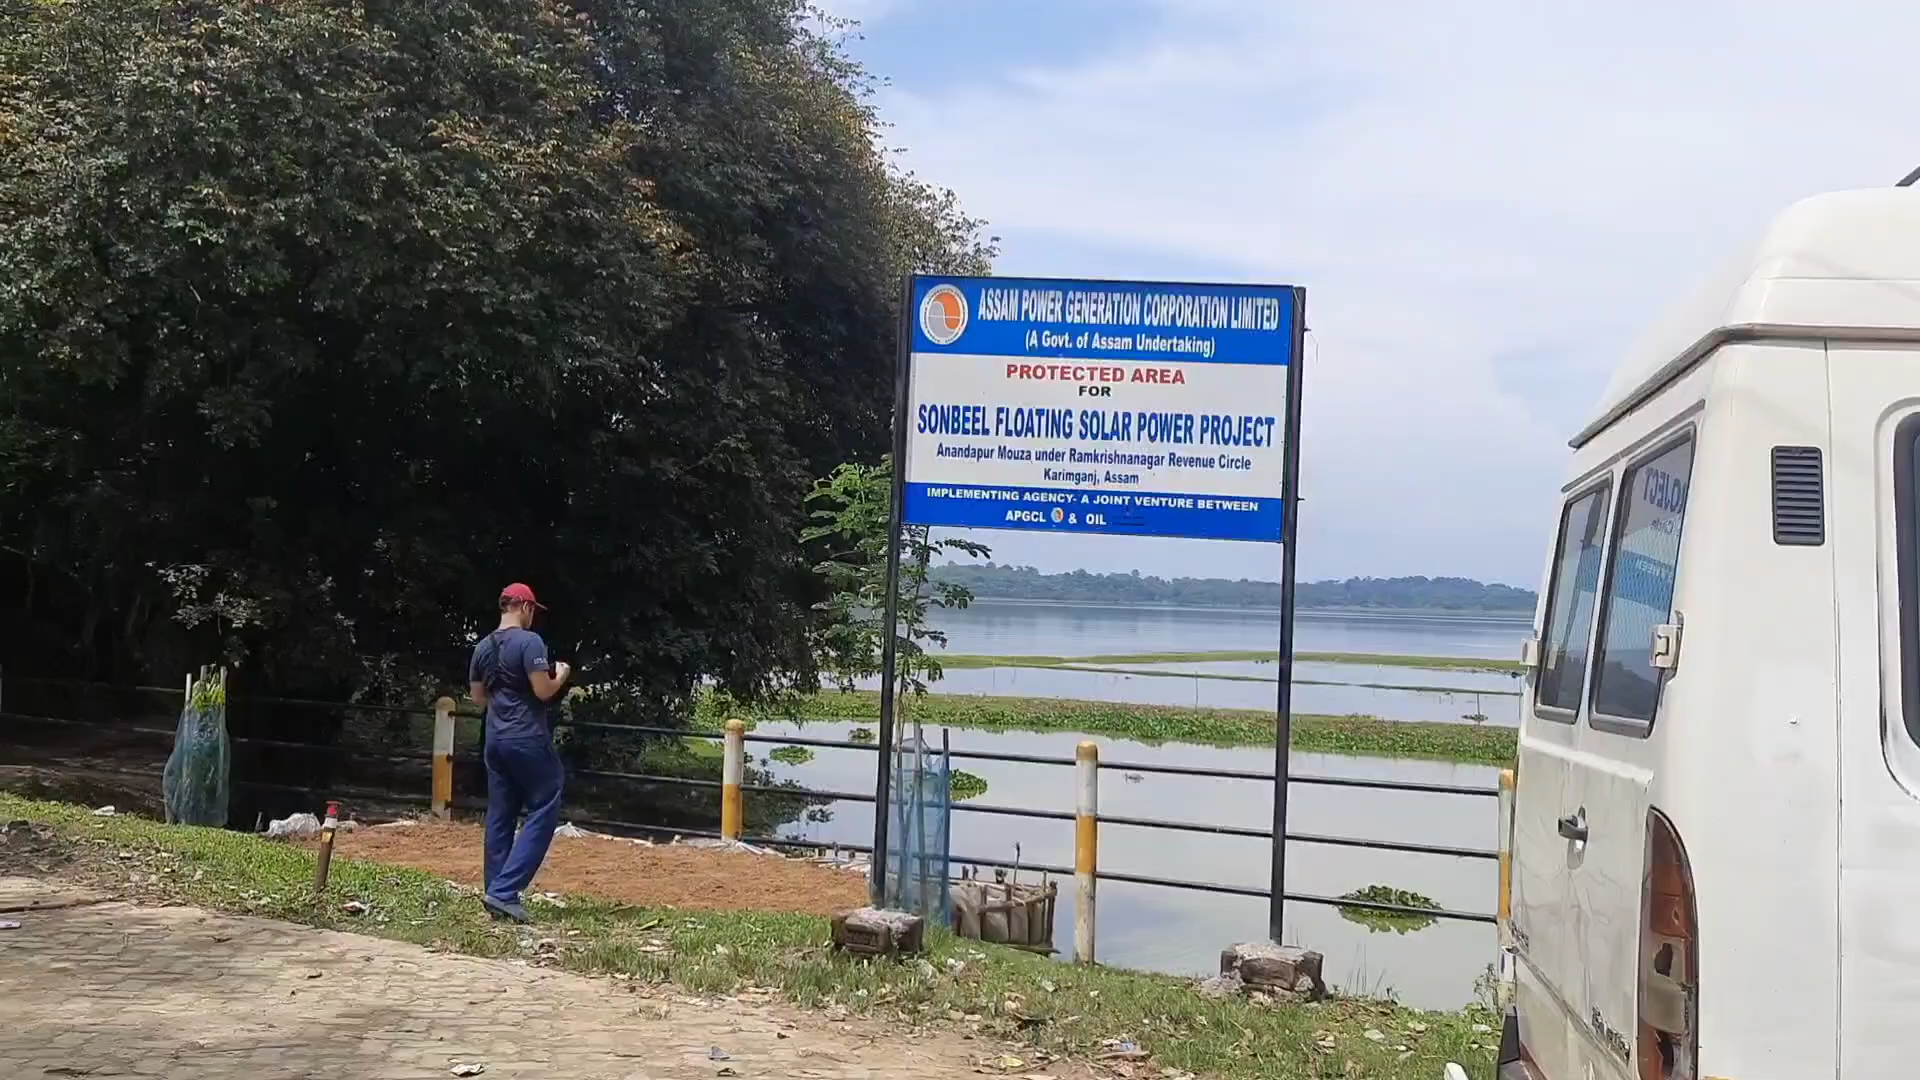 ASSAM POWER GENERATION CORPORATION LIMITED
(A Govt. of Assam Undertaking)
PROTECTED AREA
FOR
SONBEEL FLOATING SOLAR POWER PROJECT
Anandapur Mouza under Ramkrishnanagar Revenue Circle
Karimganj, Assam
IMPLEMENTING AGENCY- A JOINT VENTURE BETWEEN
APGCL & OIL